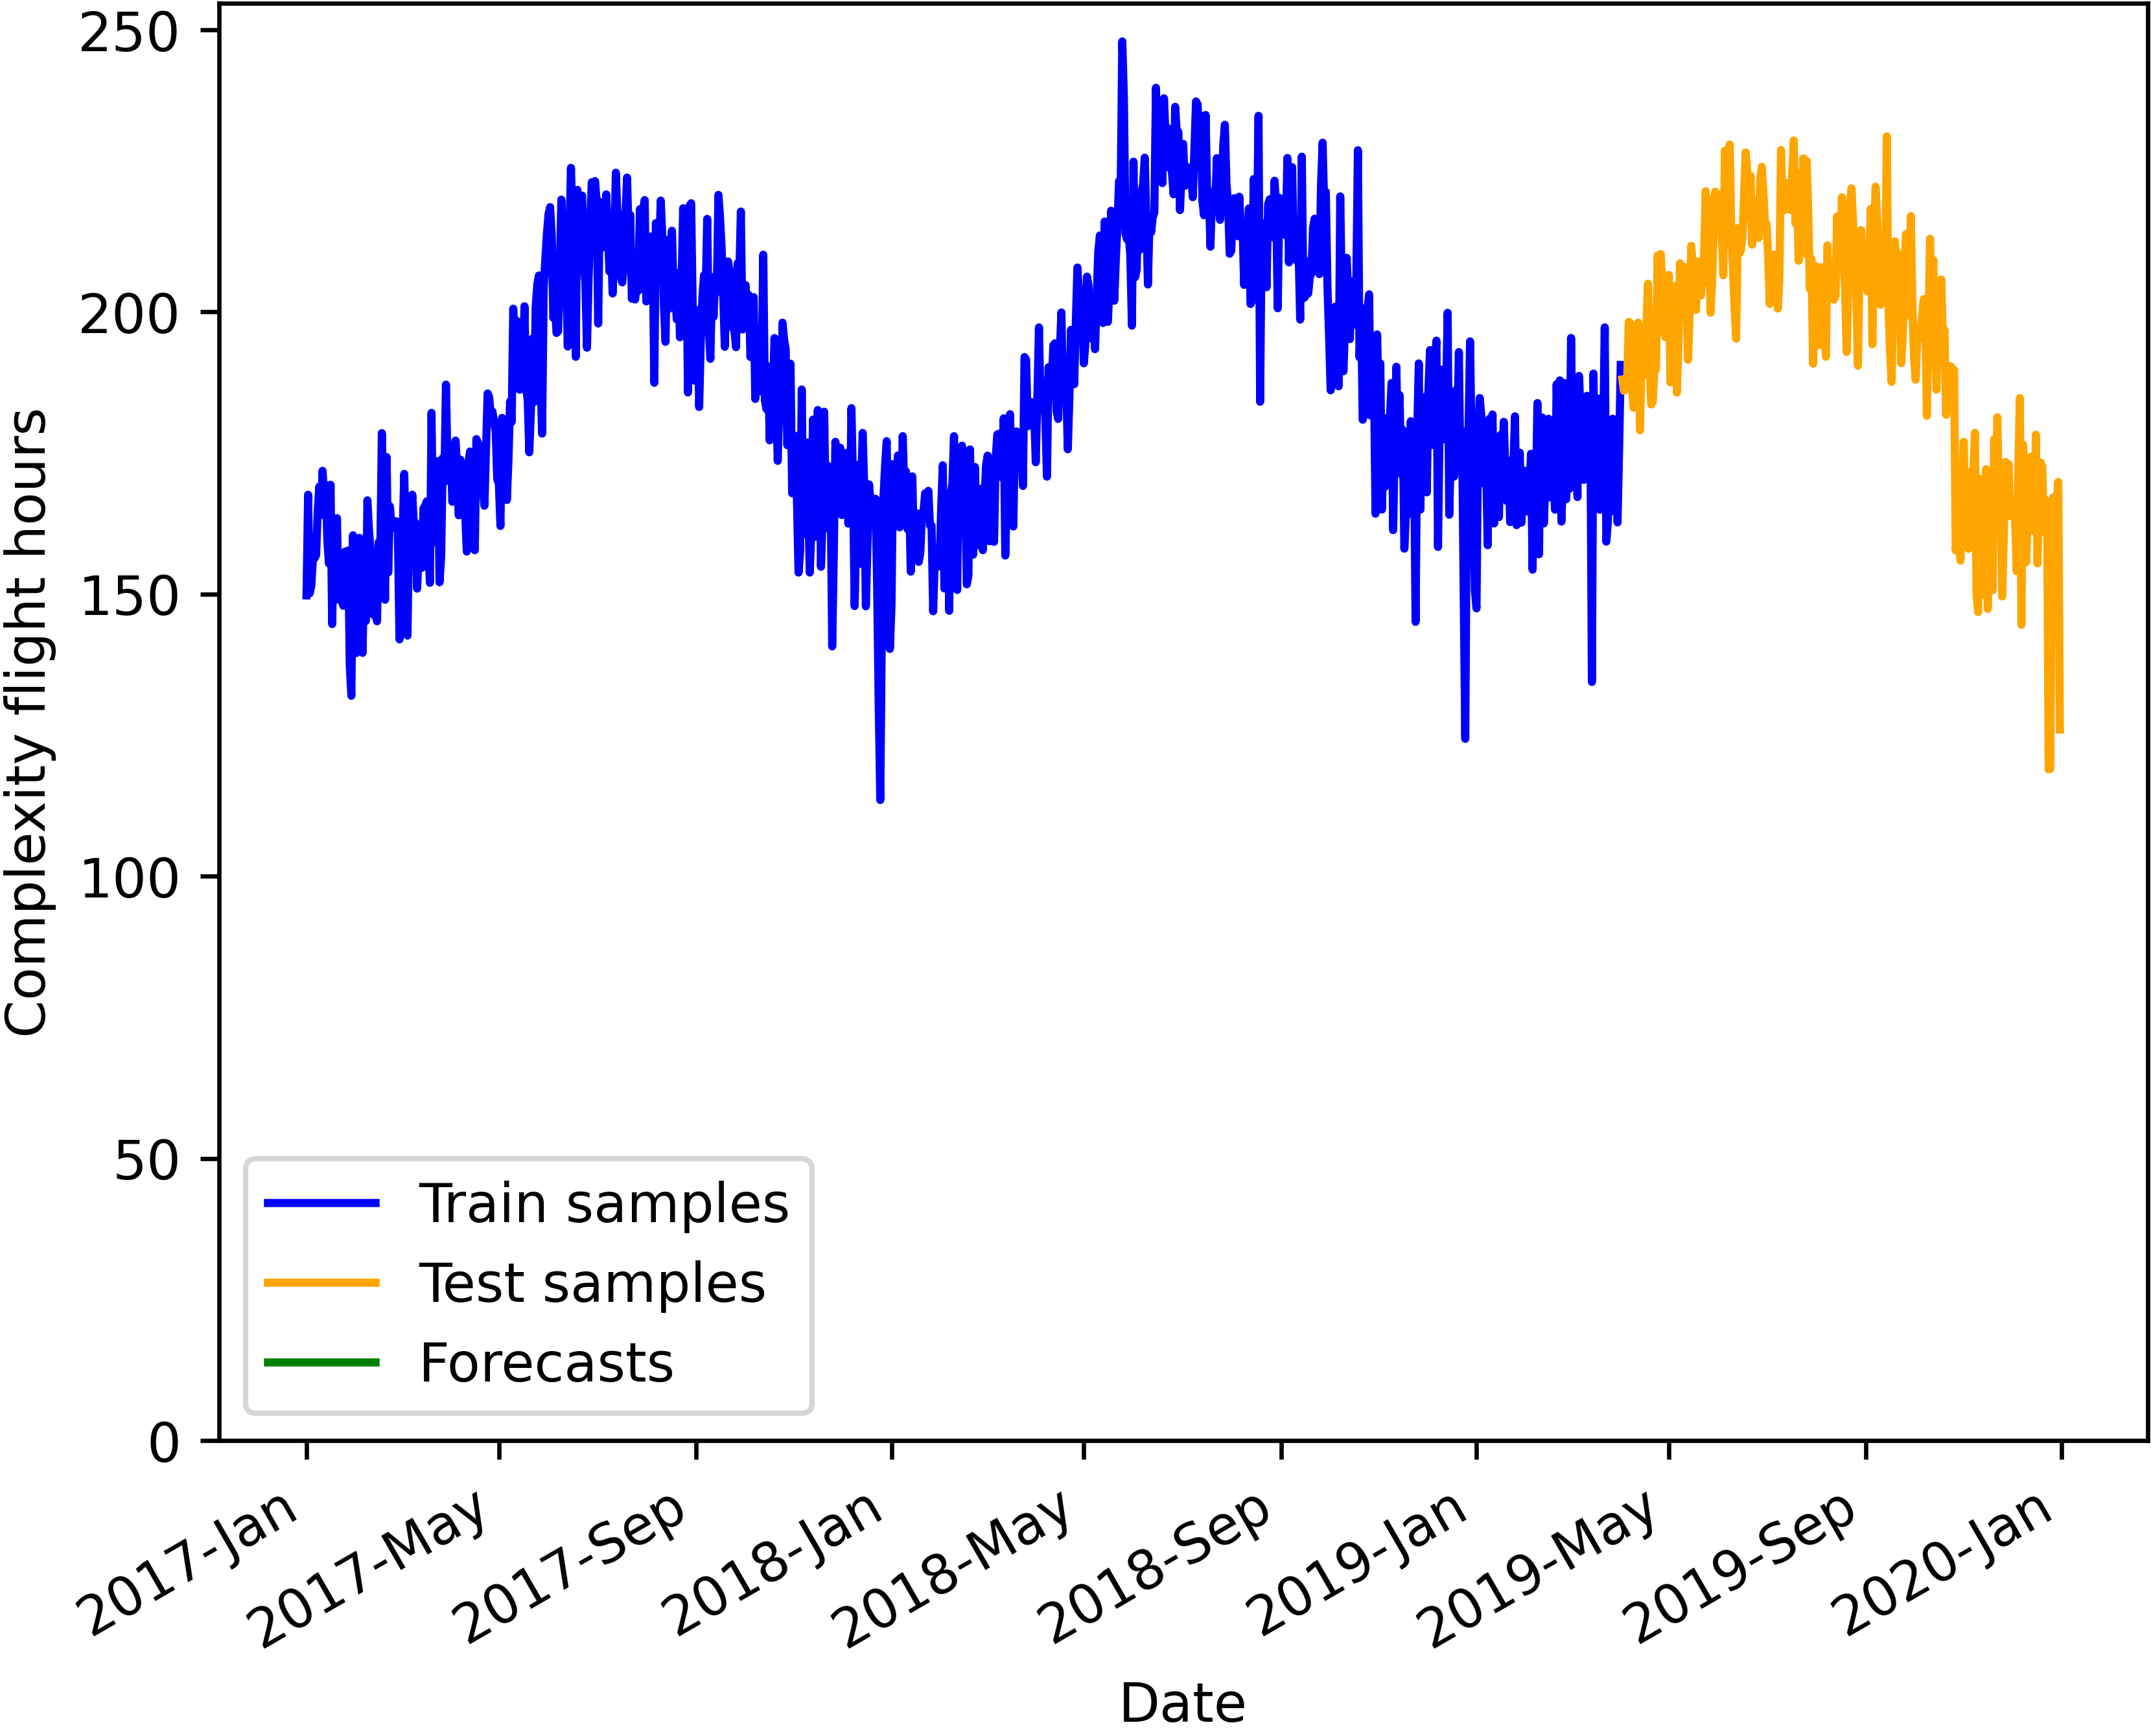 Complexity flight hours
250
200
150
100
50
0
Train samples
Test samples
Forecasts
2017-Jan
2017-May
2017-Sep
2018-Jan
2018-May
2018-Sep
2019-Jan
2019-May
2019-Sep
2020-Jan
Date